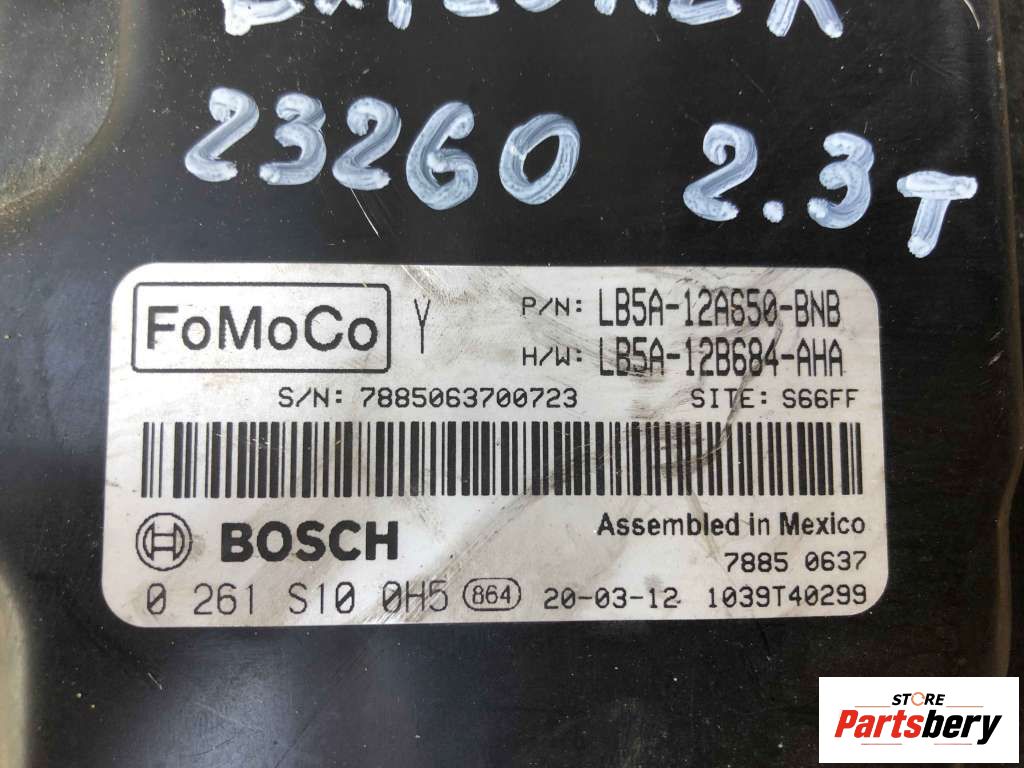 EXPLORER
23260 2.3T
FoMoCo Y P/N: LB5A-12A650-BNB
H/W: LB5A-12B684-AHA
S/N: 7885063700723 SITE: S66FF
BOSCH Assembled in Mexico
7885 0637
0 261 S10 0H5 864 20-03-12 1039T40299
STORE
Partsbery